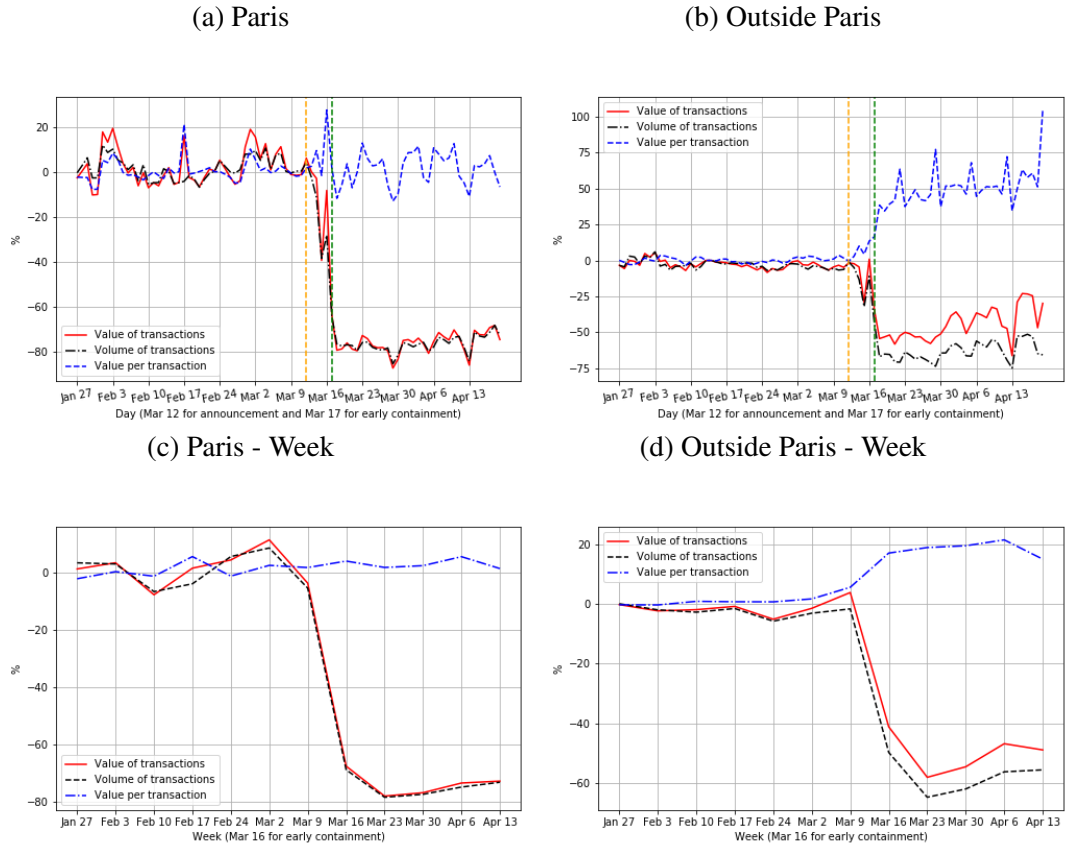 (a) Paris
(b) Outside Paris
20
0
−20
−40
−60
−80
%
Value of transactions
Volume of transactions
Value per transaction
Jan 27 Feb 3 Feb 10 Feb 17 Feb 24 Mar 2 Mar 9 Mar 16 Mar 23 Mar 30 Apr 6 Apr 13
Day (Mar 12 for announcement and Mar 17 for early containment)
Value of transactions
Volume of transactions
Value per transaction
100
75
50
25
0
−25
−50
−75
%
Jan 27 Feb 3 Feb 10 Feb 17 Feb 24 Mar 2 Mar 9 Mar 16 Mar 23 Mar 30 Apr 6 Apr 13
Day (Mar 12 for announcement and Mar 17 for early containment)
(c) Paris - Week
(d) Outside Paris - Week
0
−20
−40
−60
−80
%
Value of transactions
Volume of transactions
Value per transaction
Jan 27 Feb 3 Feb 10 Feb 17 Feb 24 Mar 2 Mar 9 Mar 16 Mar 23 Mar 30 Apr 6 Apr 13
Week (Mar 16 for early containment)
Value of transactions
Volume of transactions
Value per transaction
20
0
−20
−40
−60
%
Jan 27 Feb 3 Feb 10 Feb 17 Feb 24 Mar 2 Mar 9 Mar 16 Mar 23 Mar 30 Apr 6 Apr 13
Week (Mar 16 for early containment)